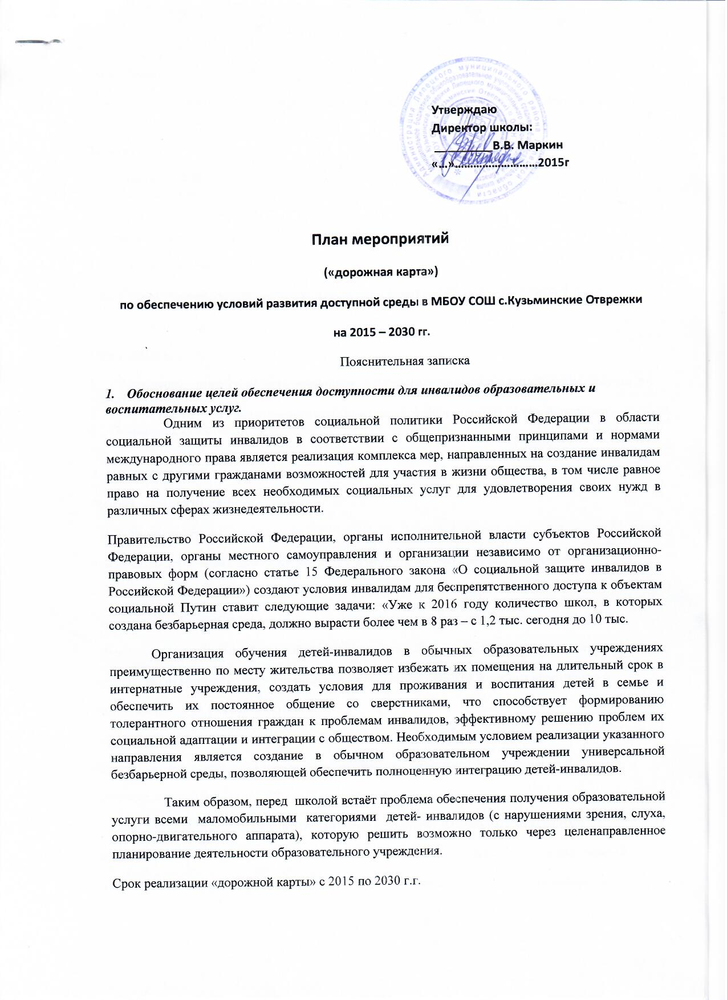 Утверждаю
Директор школы:
__________В.В. Маркин
«…»сентября2015г
План мероприятий
(«дорожная карта»)
по обеспечению условий развития доступной среды в МБОУ СОШ с.Кузьминские Отврежки
на 2015 – 2030 гг.
Пояснительная записка
1. Обоснование целей обеспечения доступности для инвалидов образовательных и
воспитательных услуг.
Одним из приоритетов социальной политики Российской Федерации в области
социальной защиты инвалидов в соответствии с общепризнанными принципами и нормами
международного права является реализация комплекса мер, направленных на создание инвалидам
равных с другими гражданами возможностей для участия в жизни общества, в том числе равное
право на получение всех необходимых социальных услуг для удовлетворения своих нужд в
различных сферах жизнедеятельности.
Правительство Российской Федерации, органы исполнительной власти субъектов Российской
Федерации, органы местного самоуправления и организации независимо от организационно-
правовых форм (согласно статье 15 Федерального закона «О социальной защите инвалидов в
Российской Федерации») создают условия инвалидам для беспрепятственного доступа к объектам
социальной Путин ставит следующие задачи: «Уже к 2016 году количество школ, в которых
создана безбарьерная среда, должно вырасти более чем в 8 раз – с 1,2 тыс. сегодня до 10 тыс.
Организация обучения детей-инвалидов в обычных образовательных учреждениях
преимущественно по месту жительства позволяет избежать их помещения на длительный срок в
интернатные учреждения, создать условия для проживания и воспитания детей в семье и
обеспечить их постоянное общение со сверстниками, что способствует формированию
толерантного отношения граждан к проблемам инвалидов, эффективному решению проблем их
социальной адаптации и интеграции с обществом. Необходимым условием реализации указанного
направления является создание в обычном образовательном учреждении универсальной
безбарьерной среды, позволяющей обеспечить полноценную интеграцию детей-инвалидов.
Таким образом, перед школой встаёт проблема обеспечения получения образовательной
услуги всеми маломобильными категориями детей- инвалидов (с нарушениями зрения, слуха,
опорно-двигательного аппарата), которую решить возможно только через целенаправленное
планирование деятельности образовательного учреждения.
Срок реализации «дорожной карты» с 2015 по 2030 г.г.